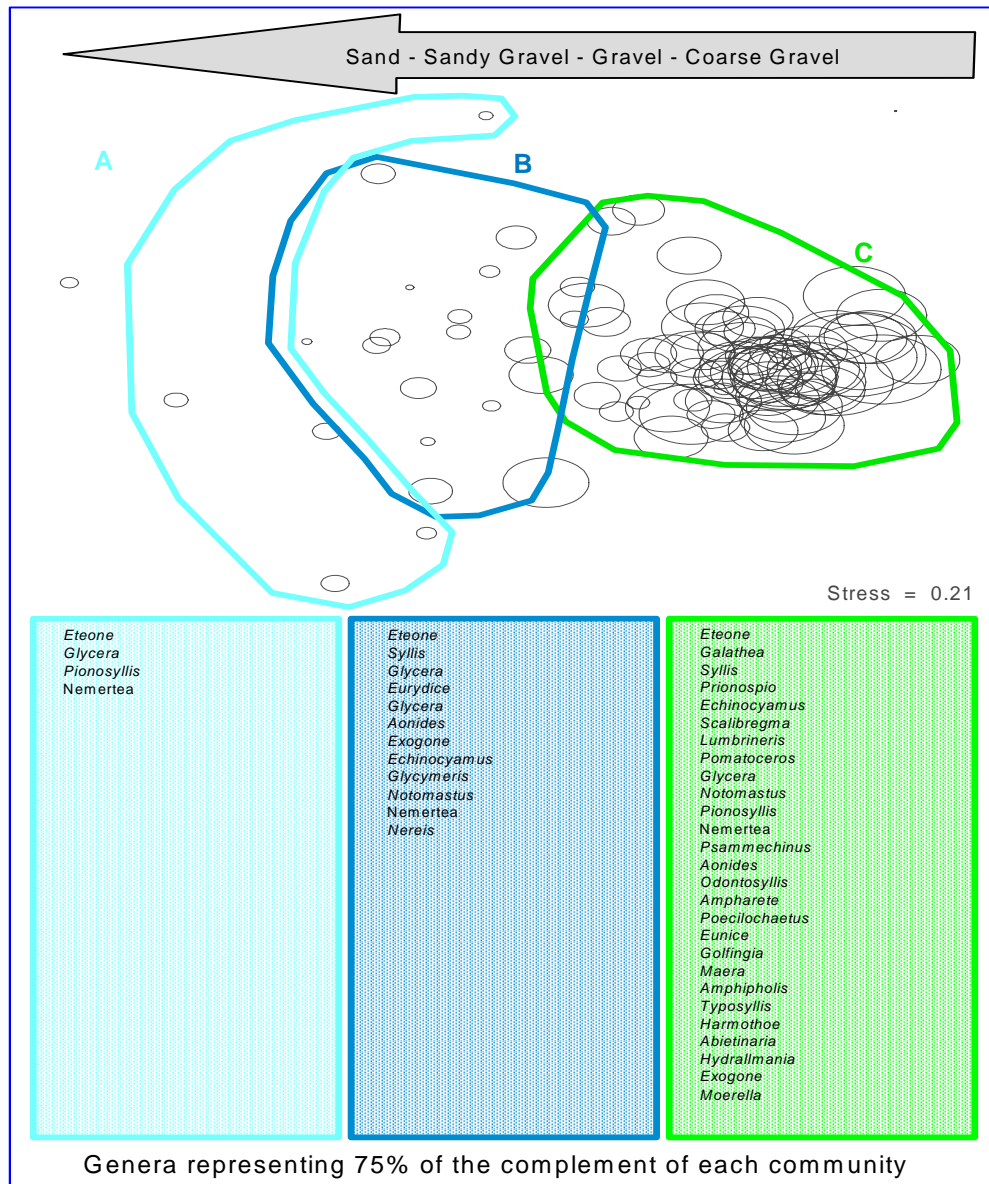 Sand - Sandy Gravel - Gravel - Coarse Gravel
A
B
C
Stress = 0.21
Eteone
Glycera
Pionosyllis
Nemertea
Eteone
Syllis
Glycera
Eurydice
Glycera
Aonides
Exogone
Echinocyamus
Glycymeris
Notomastus
Nemertea
Nereis
Eteone
Galathea
Syllis
Prionospio
Echinocyamus
Scalibregma
Lumbrineris
Pomatoceros
Glycera
Notomastus
Pionosyllis
Nemertea
Psammechinus
Aonides
Odontosyllis
Ampharete
Poecilochaetus
Eunice
Golfingia
Maera
Amphipholis
Typosyllis
Harmothoe
Abietinaria
Hydrallmania
Exogone
Moerella
Genera representing 75% of the complement of each community